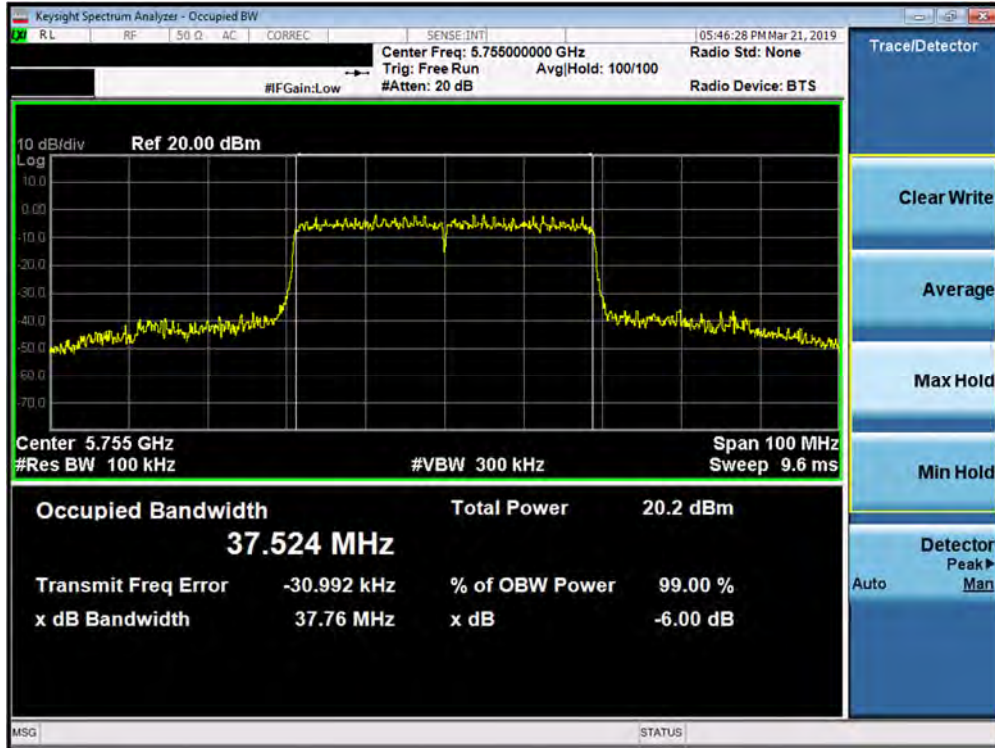 Keysight Spectrum Analyzer - Occupied BW
LXI RL RF 50 Ω AC CORREC SENSE:INT 05:46:28 PM Mar 21, 2019
Center Freq: 5.755000000 GHz Radio Std: None
Trig: Free Run Avg|Hold: 100/100
#IFGain:Low #Atten: 20 dB Radio Device: BTS
Trace/Detector
10 dB/div Ref 20.00 dBm
Log
10.0
0.00
-10.0
-20.0
-30.0
-40.0
-50.0
-60.0
-70.0
Center 5.755 GHz Span 100 MHz
#Res BW 100 kHz #VBW 300 kHz Sweep 9.6 ms
Clear Write
Average
Max Hold
Min Hold
Detector
Peak▶
Auto Man
Occupied Bandwidth Total Power 20.2 dBm
37.524 MHz
Transmit Freq Error -30.992 kHz % of OBW Power 99.00 %
x dB Bandwidth 37.76 MHz x dB -6.00 dB
MSG STATUS